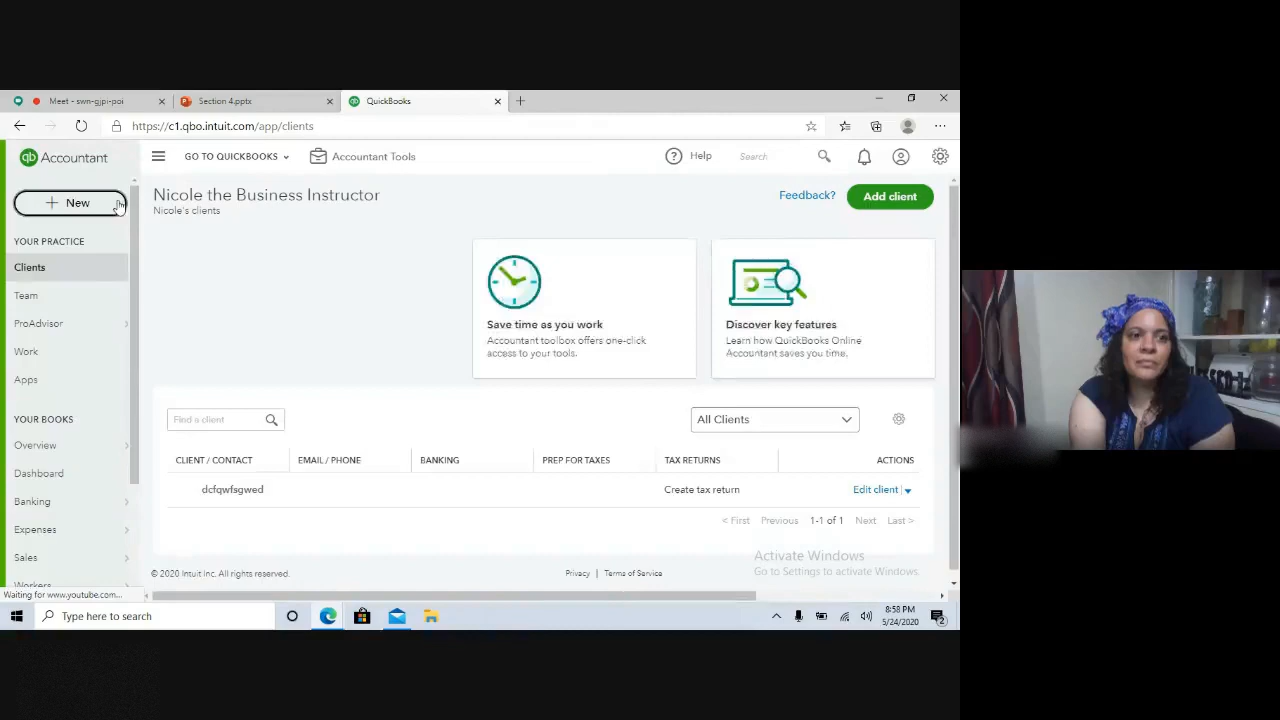 Meet - swn-gjpi-poi
Section 4.pptx
QuickBooks
https://c1.qbo.intuit.com/app/clients
qb Accountant
GO TO QUICKBOOKS
Accountant Tools
Help
Search
New
Nicole the Business Instructor
Nicole's clients
Feedback?
Add client
YOUR PRACTICE
Clients
Team
ProAdvisor
Work
Apps
YOUR BOOKS
Overview
Dashboard
Banking
Expenses
Sales
Workers
Save time as you work
Accountant toolbox offers one-click
access to your tools.
Discover key features
Learn how QuickBooks Online
Accountant saves you time.
Find a client
All Clients
CLIENT / CONTACT EMAIL / PHONE BANKING PREP FOR TAXES TAX RETURNS ACTIONS
dcfqwfsgwed Create tax return Edit client
< First Previous 1-1 of 1 Next Last >
Activate Windows
Go to Settings to activate Windows.
© 2020 Intuit Inc. All rights reserved. Privacy | Terms of Service
Waiting for www.youtube.com...
Type here to search
8:58 PM
5/24/2020
2